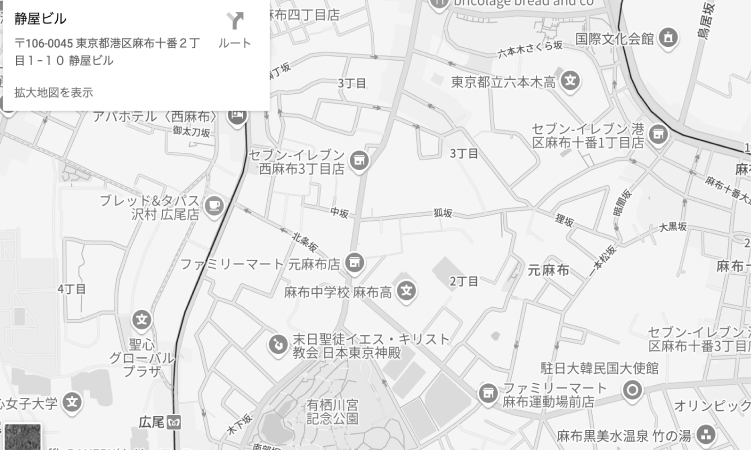 静屋ビル
〒106-0045 東京都港区麻布十番２丁
目１−１０ 静屋ビル
ルート
拡大地図を表示
麻布四丁目店
bricolage bread and co
鳥居坂
国際文化会館
六本木さくら坂
東京都立六本木高
3丁目
アパホテル〈西麻布〉
御太刀坂
セブン-イレブン 港
区麻布十番1丁目店
セブン-イレブン
西麻布3丁目店
3丁目
ブレッド&タパス
沢村 広尾店
中坂
狐坂
狸坂
暗闇坂
大黒坂
北条坂
一本松坂
ファミリーマート 元麻布店
元麻布
2丁目
4丁目
麻布中学校 麻布高
聖心
グローバル
プラザ
末日聖徒イエス・キリスト
教会 日本東京神殿
セブン-イレブン
区麻布十番3丁目
駐日大韓民国大使館
ファミリーマート
麻布運動場前店
心女子大学
広尾
木下坂
有栖川宮
記念公園
オリンピック
麻布黒美水温泉 竹の湯
南部坂